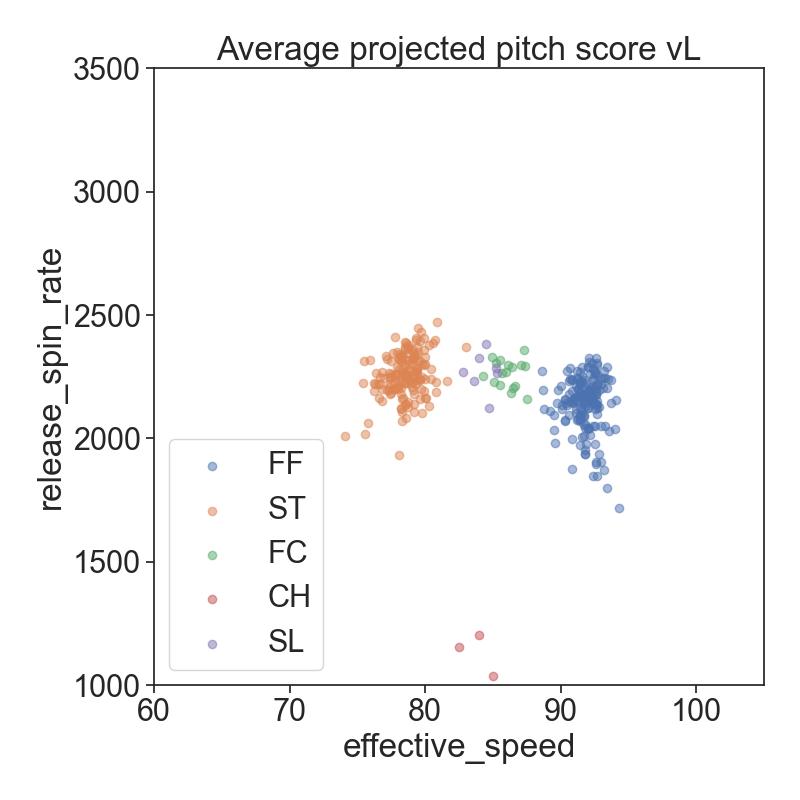 Average projected pitch score vL
3500
3000
2500
2000
1500
1000
release_spin_rate
FF
ST
FC
CH
SL
60
70
80
90
100
effective_speed